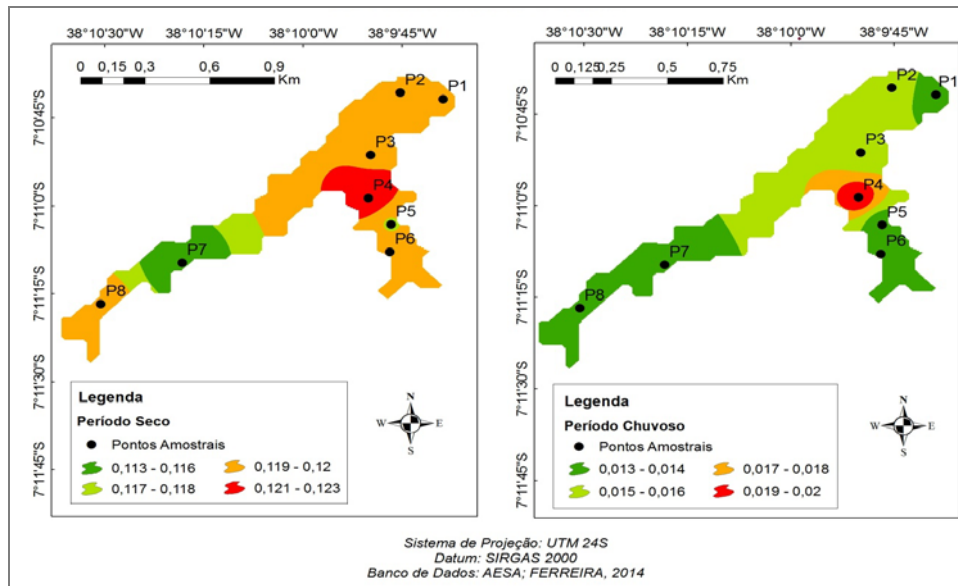 38°10'30"W 38°10'15"W 38°10'0"W 38°9'45"W
0 0,15 0,3 0,6 0,9
Km
P2
P1
P3
P4
P5
P6
P7
P8
7°10'45"S
7°11'0"S
7°11'15"S
7°11'30"S
7°11'45"S
Legenda
Período Seco
Pontos Amostrais
0,113 - 0,116 0,119 - 0,12
0,117 - 0,118 0,121 - 0,123
N
W E
S
38°10'30"W 38°10'15"W 38°10'0"W 38°9'45"W
0 0,125 0,25 0,5 0,75
Km
P2
P1
P3
P4
P5
P6
P7
P8
7°10'45"S
7°11'0"S
7°11'15"S
7°11'30"S
7°11'45"S
Legenda
Período Chuvoso
Pontos Amostrais
0,013 - 0,014 0,017 - 0,018
0,015 - 0,016 0,019 - 0,02
N
W E
S
Sistema de Projeção: UTM 24S
Datum: SIRGAS 2000
Banco de Dados: AESA; FERREIRA, 2014